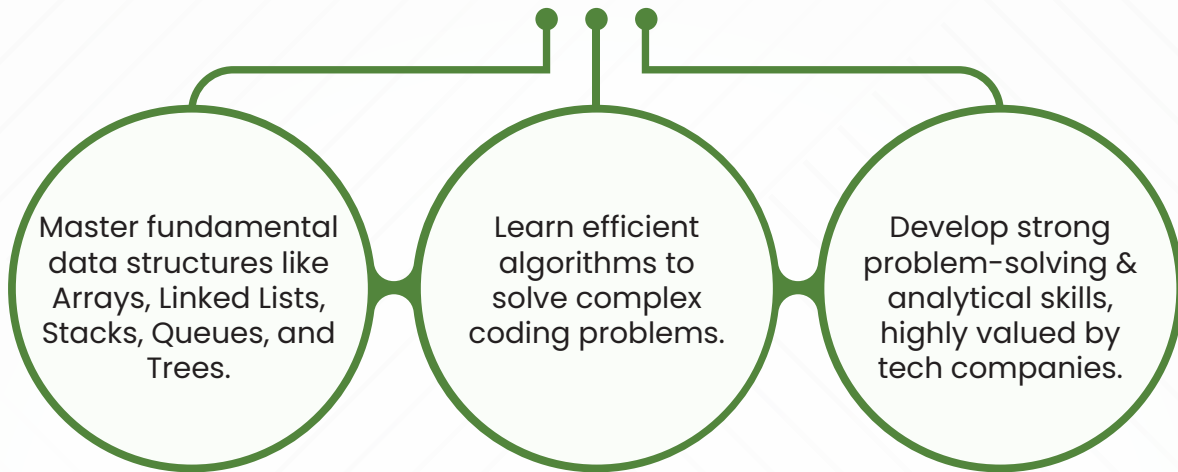 Master fundamental
data structures like
Arrays, Linked Lists,
Stacks, Queues, and
Trees.
Learn efficient
algorithms to
solve complex
coding problems.
Develop strong
problem-solving &
analytical skills,
highly valued by
tech companies.